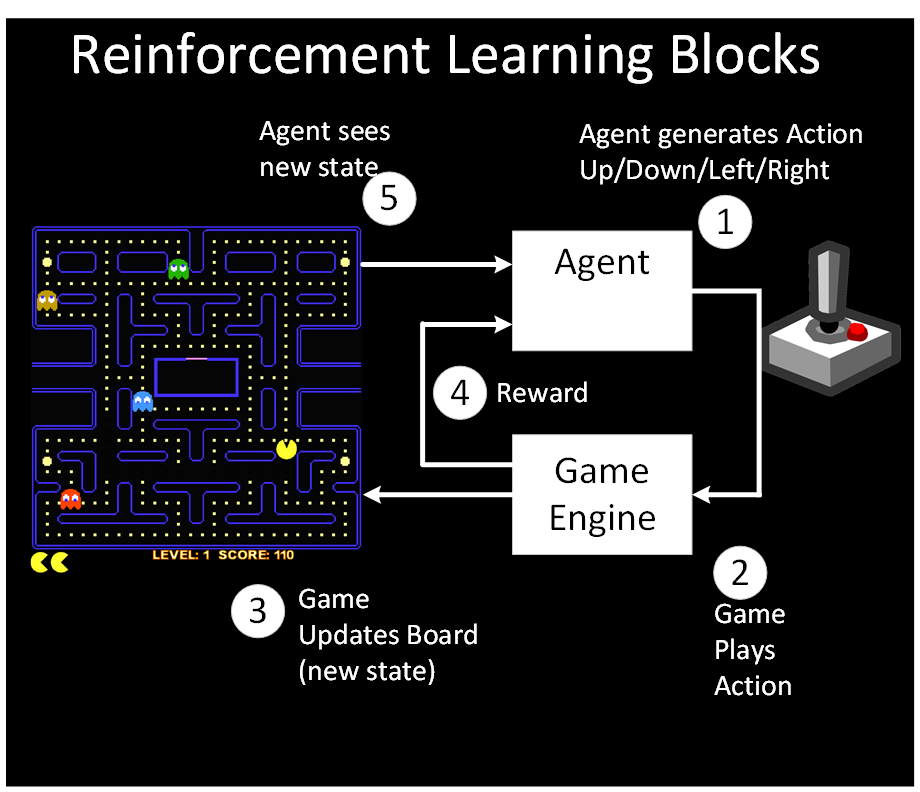 Reinforcement Learning Blocks
Agent sees
new state
5
Agent generates Action
Up/Down/Left/Right
1
Agent
4
Reward
Game
Engine
LEVEL: 1 SCORE: 110
3
Game
Updates Board
(new state)
2
Game
Plays
Action